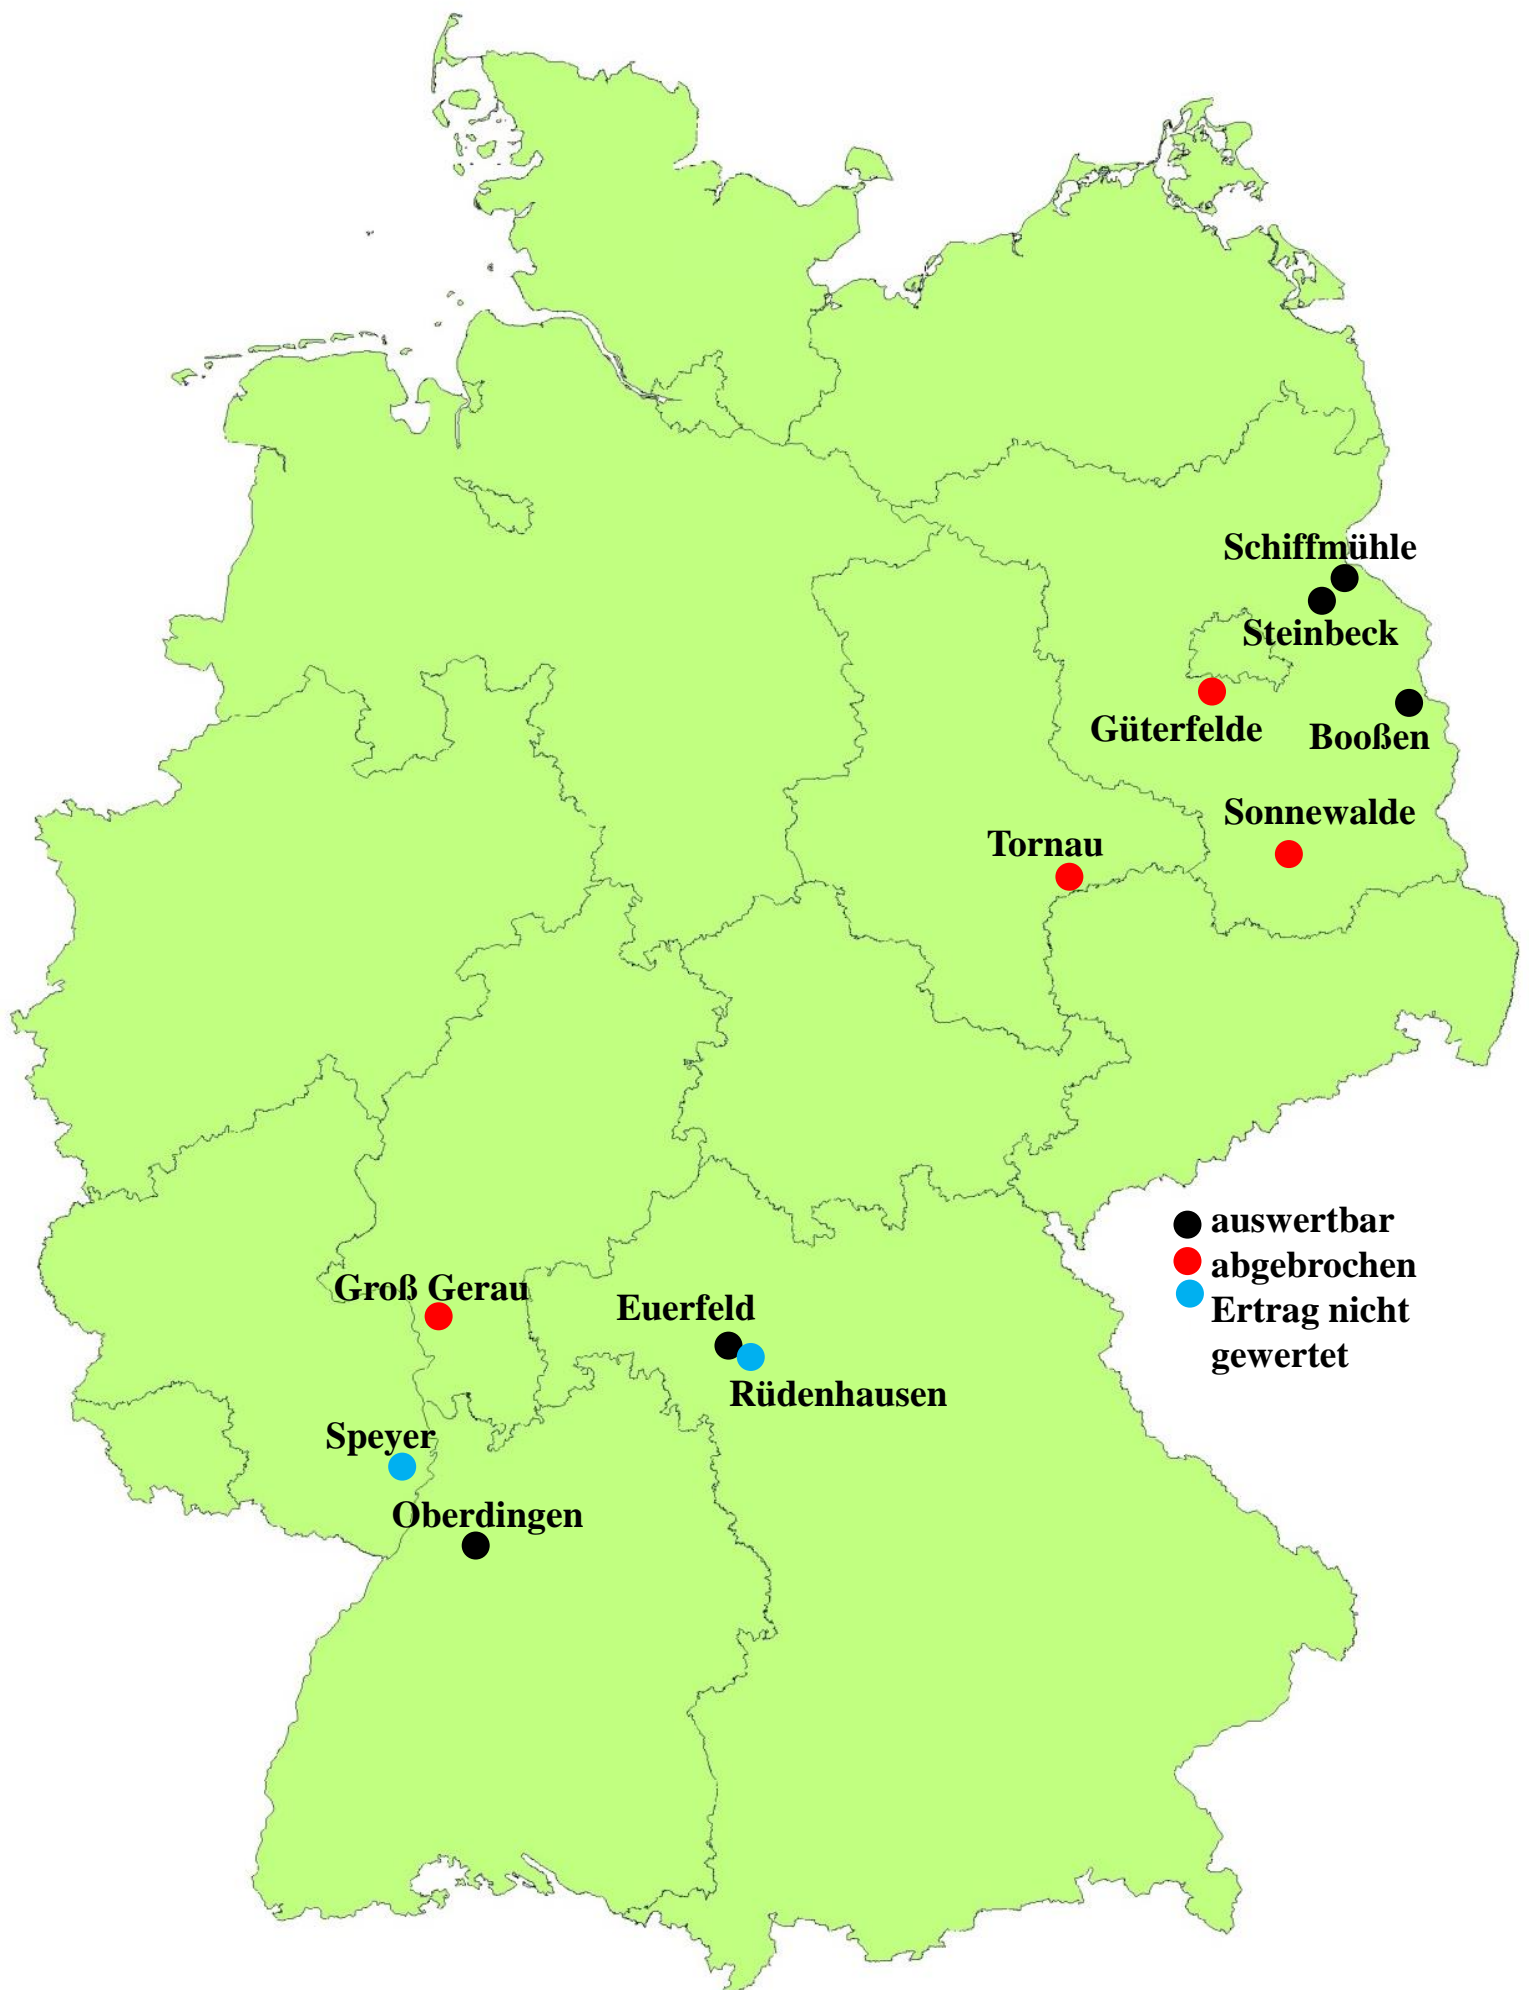 Schiffmühle
Steinbeck
Güterfelde
Booßen
Sonnewalde
Tornau
auswertbar
abgebrochen
Ertrag nicht
gewertet
Groß Gerau
Euerfeld
Rüdenhausen
Speyer
Oberdingen